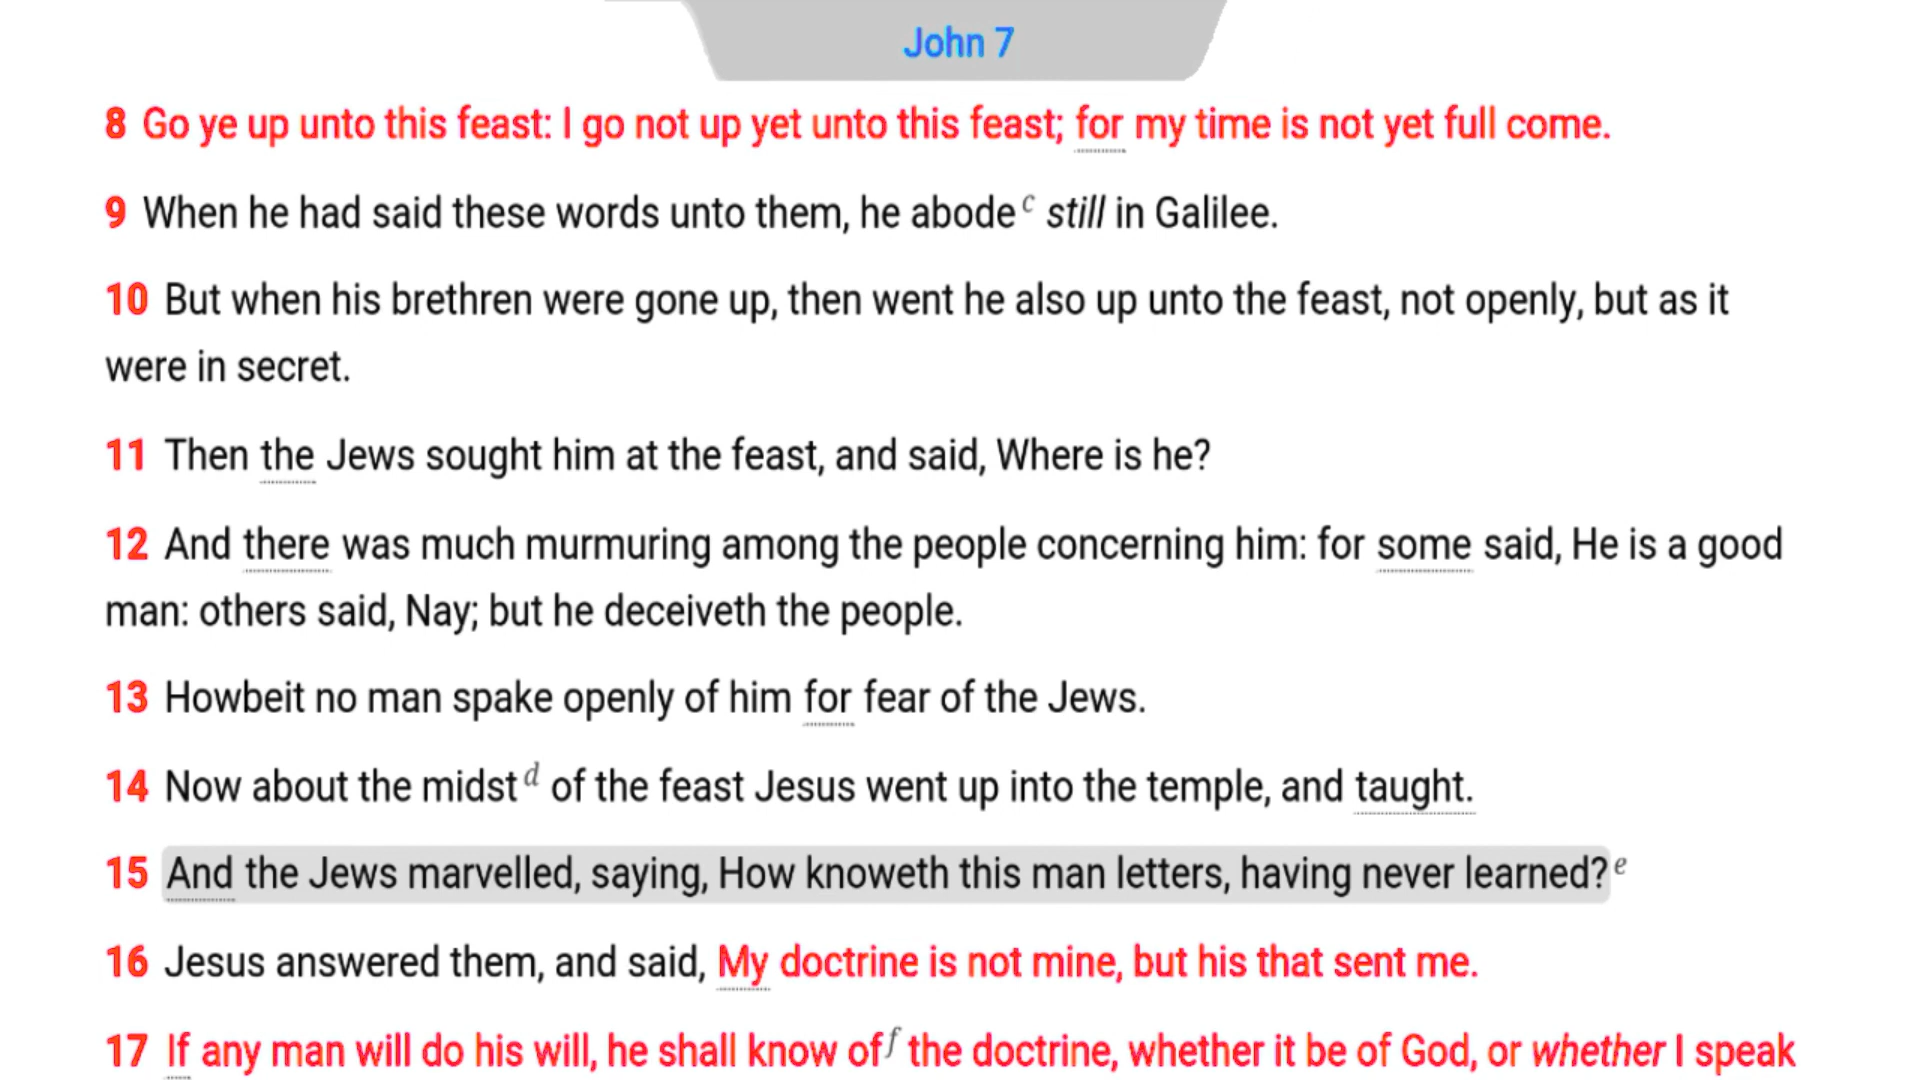 John 7
8 Go ye up unto this feast: I go not up yet unto this feast; for my time is not yet full come.
9 When he had said these words unto them, he abode c still in Galilee.
10 But when his brethren were gone up, then went he also up unto the feast, not openly, but as it
were in secret.
11 Then the Jews sought him at the feast, and said, Where is he?
12 And there was much murmuring among the people concerning him: for some said, He is a good
man: others said, Nay; but he deceiveth the people.
13 Howbeit no man spake openly of him for fear of the Jews.
14 Now about the midst d of the feast Jesus went up into the temple, and taught.
15 And the Jews marvelled, saying, How knoweth this man letters, having never learned? e
16 Jesus answered them, and said, My doctrine is not mine, but his that sent me.
17 If any man will do his will, he shall know of f the doctrine, whether it be of God, or whether I speak